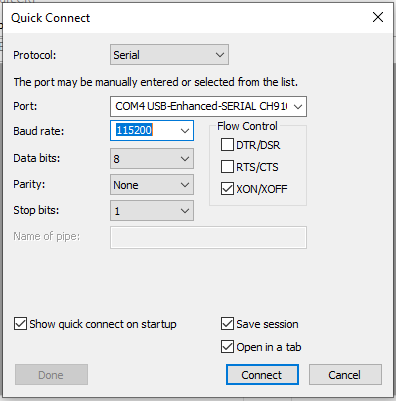 Quick Connect
Protocol: Serial
The port may be manually entered or selected from the list.
Port: COM4 USB-Enhanced-SERIAL
Baud rate: 115200
Flow Control
DTR/DSR
Data bits: 8
RTS/CTS
Parity: None
XON/XOFF
Stop bits: 1
Name of pipe:
Show quick connect on startup
Save session
Open in a tab
Done Connect Cancel